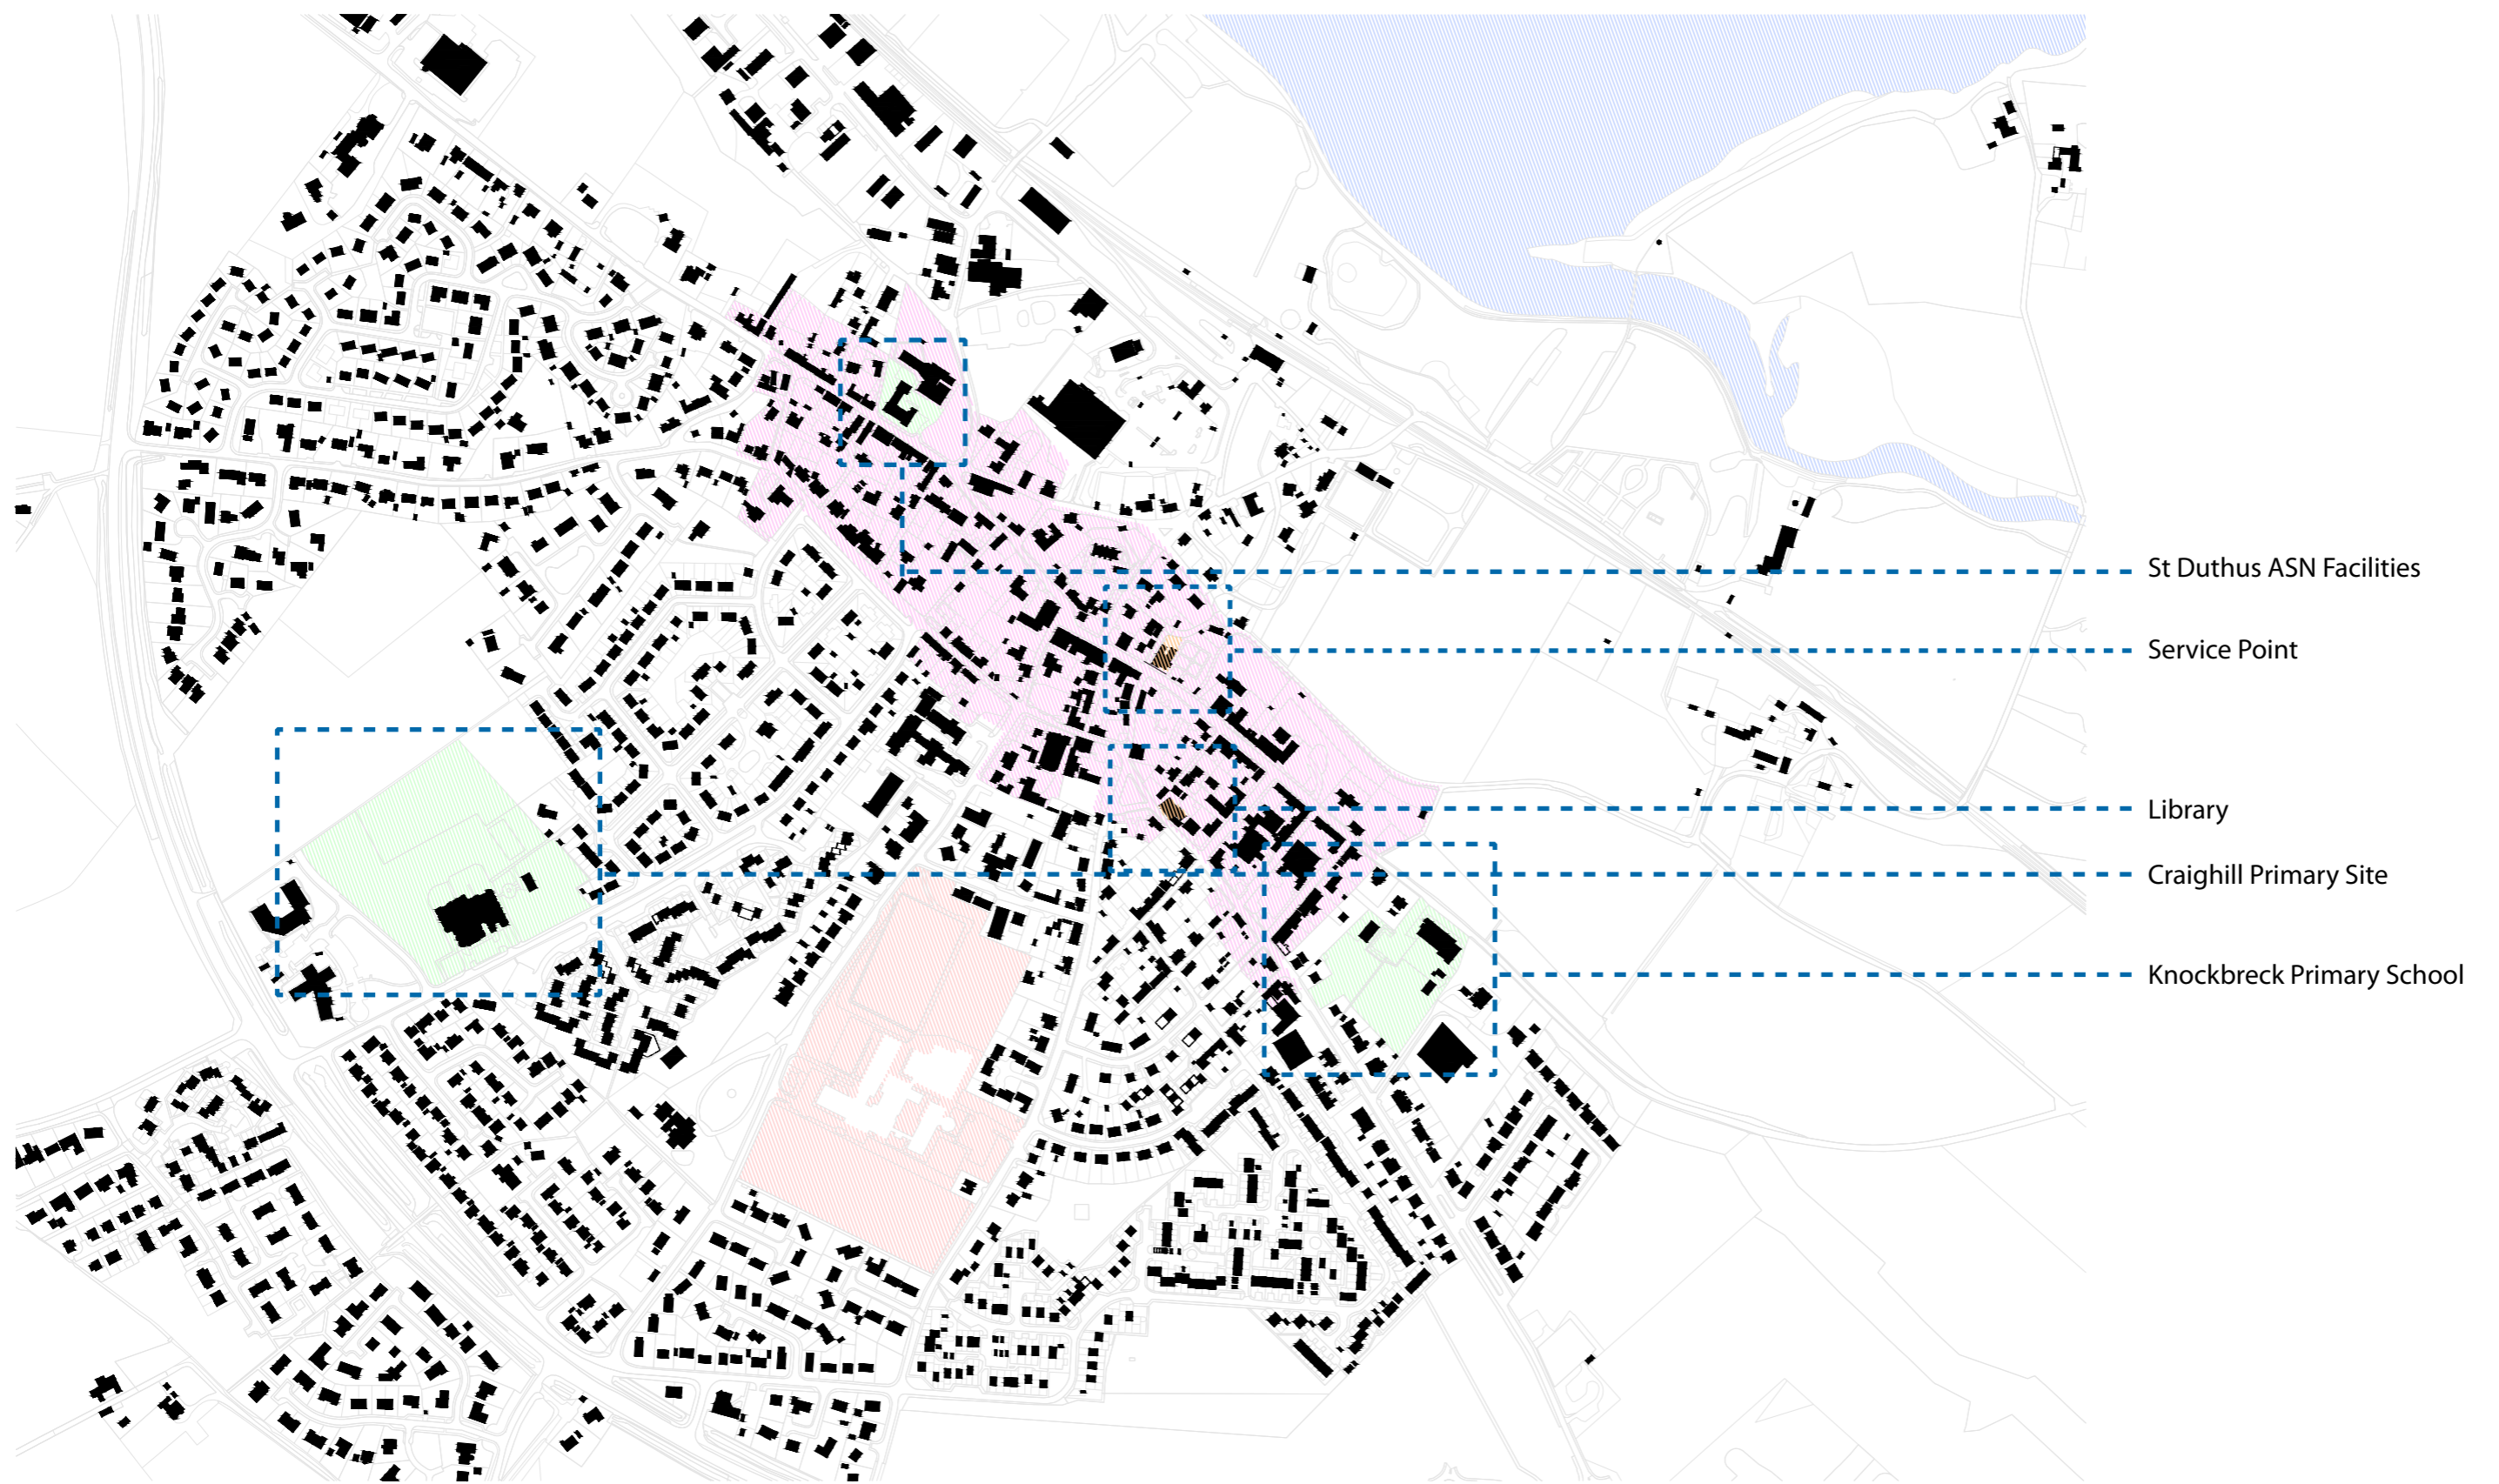 St Duthus ASN Facilities
Service Point
Library
Craighill Primary Site
Knockbreck Primary School